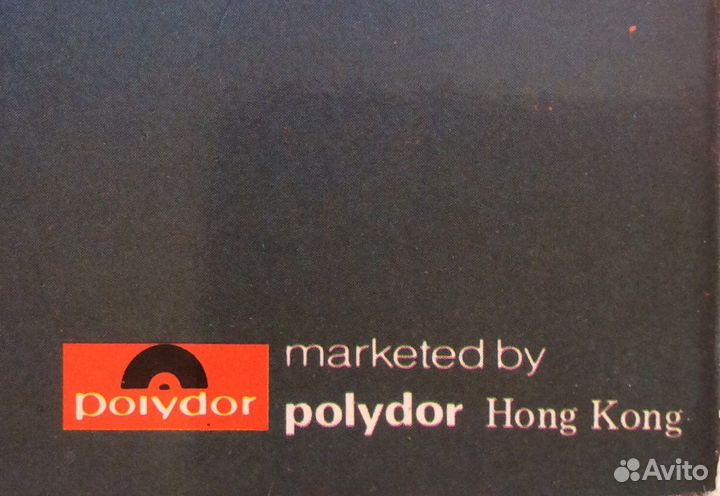 polydor
marketed by
polydor Hong Kong
Avito